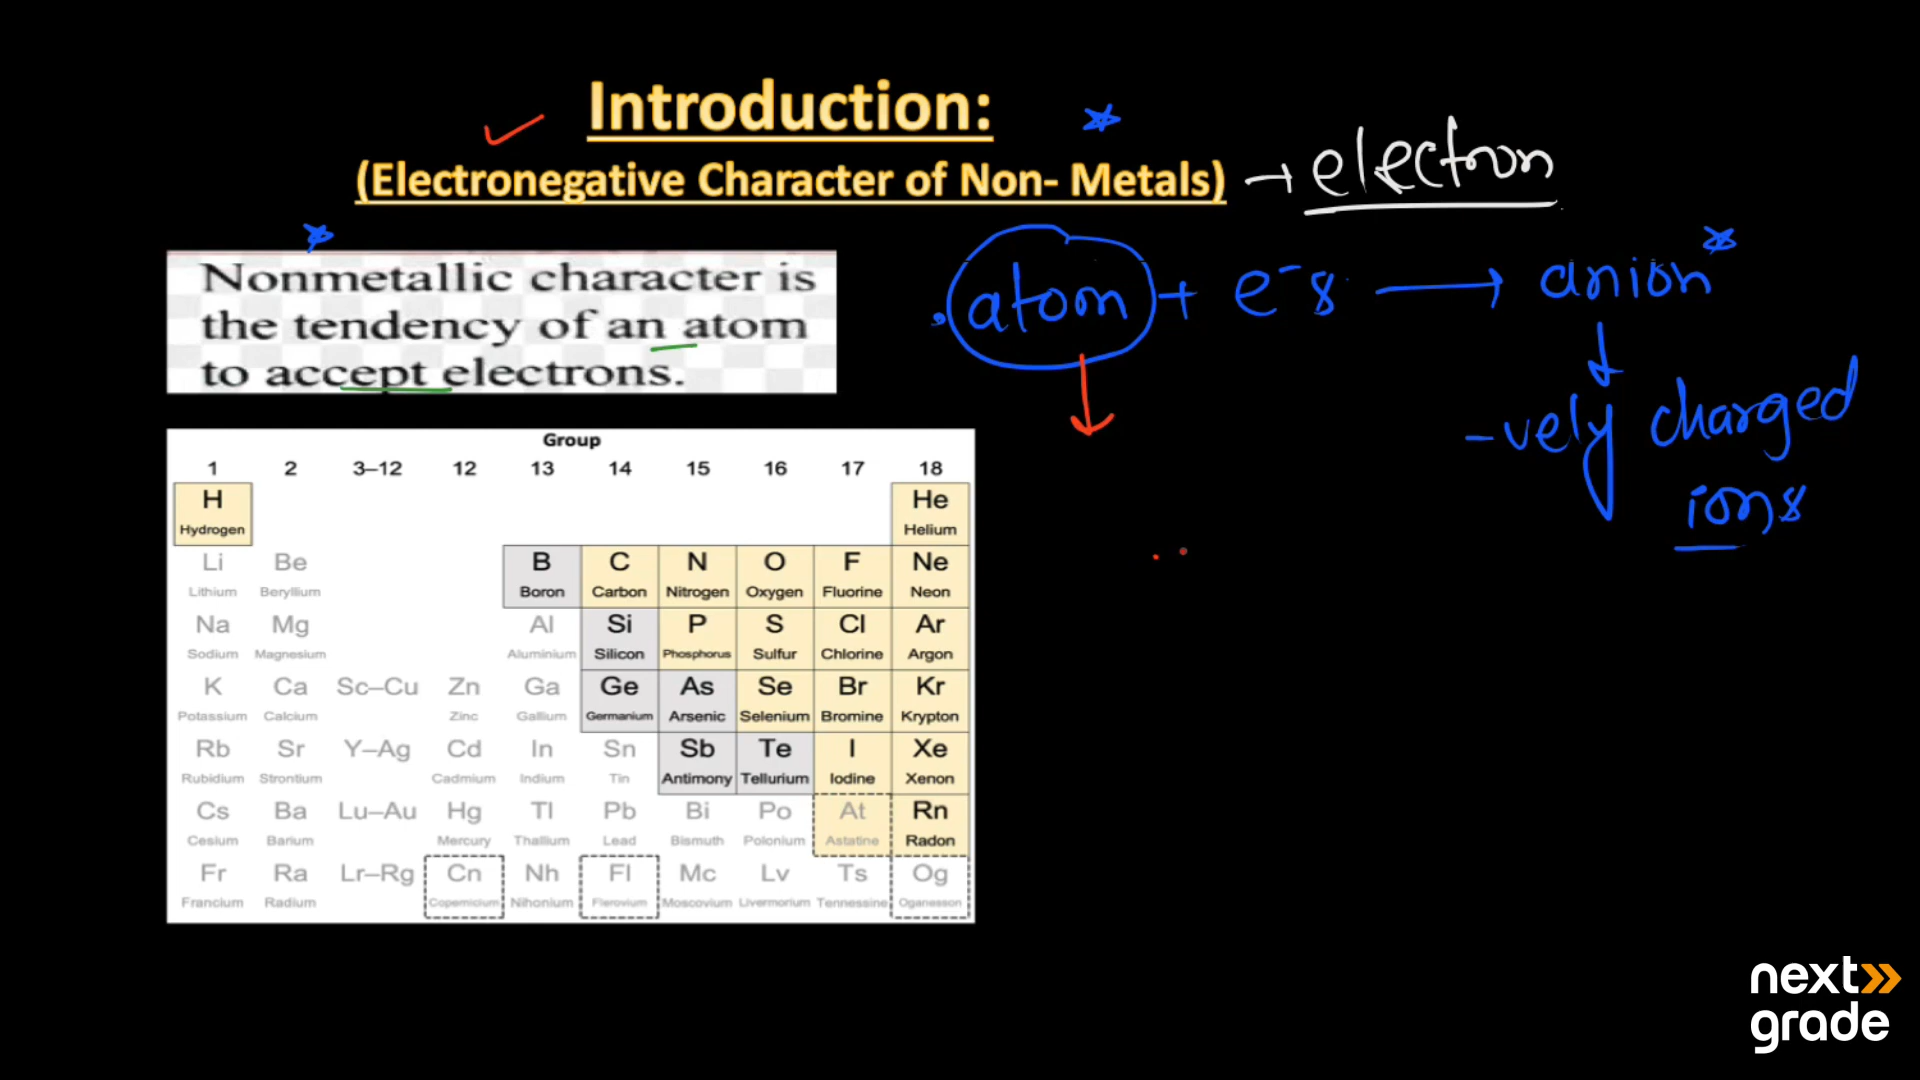 Introduction:
(Electronegative Character of Non- Metals) → electron
Nonmetallic character is
the tendency of an atom
to accept electrons.
atom + e⁻s → anion
-vely charged
ions
Group
1 2 3–12 12 13 14 15 16 17 18
H He
Hydrogen Helium
Li Be B C N O F Ne
Lithium Beryllium Boron Carbon Nitrogen Oxygen Fluorine Neon
Na Mg Al Si P S Cl Ar
Sodium Magnesium Aluminium Silicon Phosphorus Sulfur Chlorine Argon
K Ca Sc–Cu Zn Ga Ge As Se Br Kr
Potassium Calcium Zinc Gallium Germanium Arsenic Selenium Bromine Krypton
Rb Sr Y–Ag Cd In Sn Sb Te I Xe
Rubidium Strontium Cadmium Indium Tin Antimony Tellurium Iodine Xenon
Cs Ba Lu–Au Hg Tl Pb Bi Po At Rn
Cesium Barium Mercury Thallium Lead Bismuth Polonium Astatine Radon
Fr Ra Lr–Rg Cn Nh Fl Mc Lv Ts Og
Francium Radium Copernicium Nihonium Flerovium Moscovium Livermorium Tennessine Oganesson
next
grade